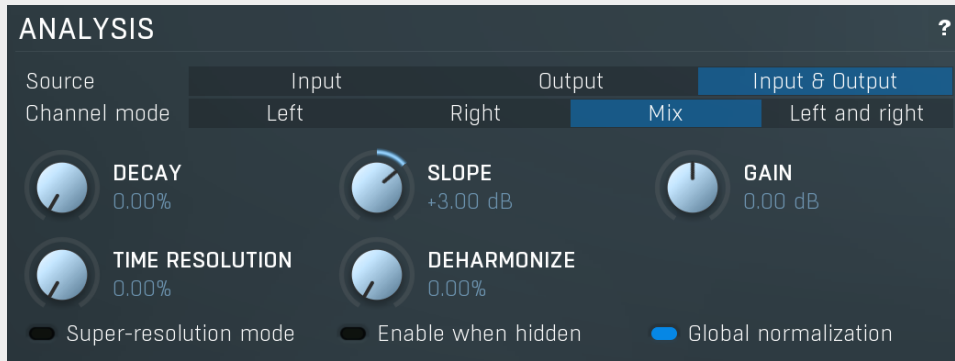 ANALYSIS ?
Source Input Output Input & Output
Channel mode Left Right Mix Left and right
DECAY SLOPE GAIN
0.00% +3.00 dB 0.00 dB
TIME RESOLUTION DEHARMONIZE
0.00% 0.00%
Super-resolution mode Enable when hidden Global normalization